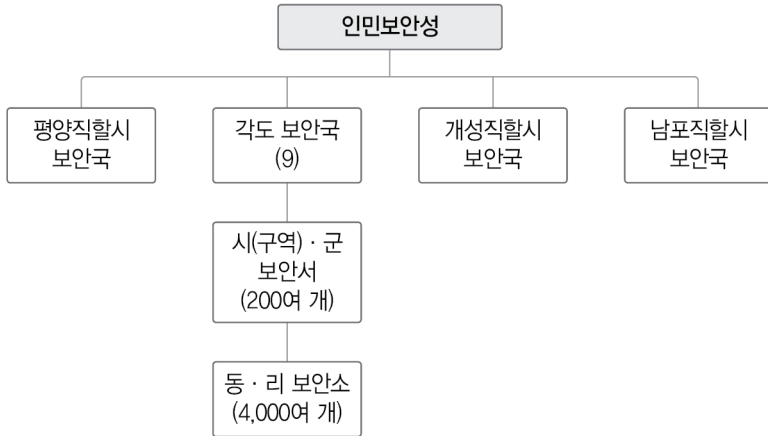 인민보안성
평양직할시
보안국
각도 보안국
(9)
개성직할시
보안국
남포직할시
보안국
시(구역) · 군
보안서
(200여 개)
동 · 리 보안소
(4,000여 개)